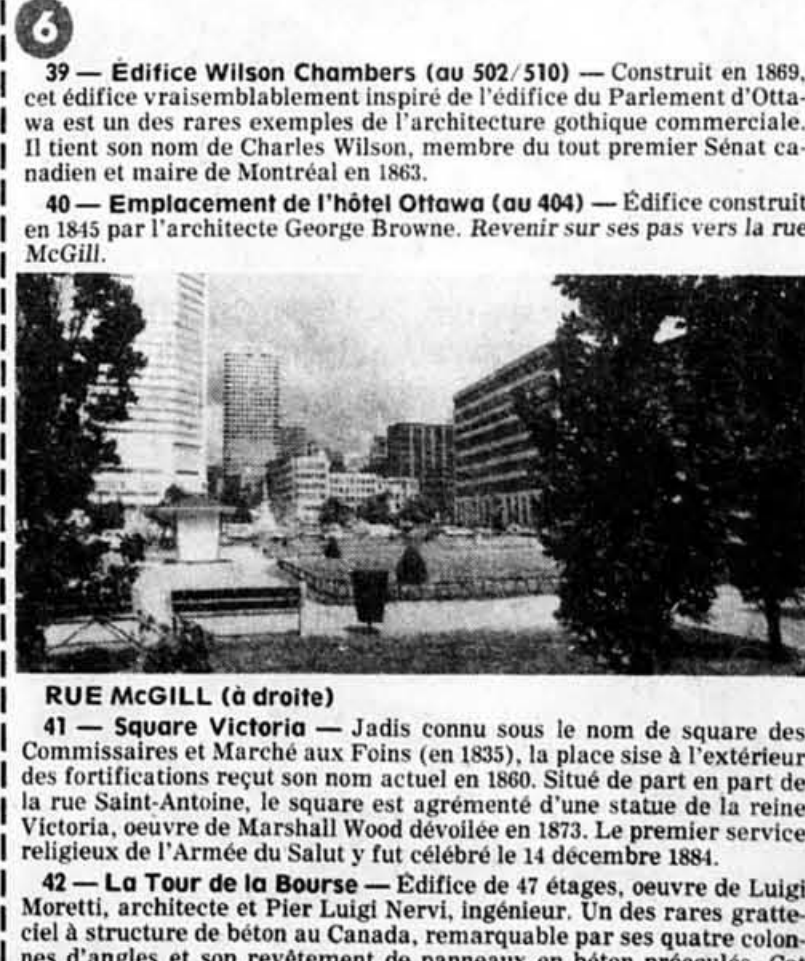 6
39 — Édifice Wilson Chambers (au 502/510) — Construit en 1869,
cet édifice vraisemblablement inspiré de l'édifice du Parlement d'Otta-
wa est un des rares exemples de l'architecture gothique commerciale.
Il tient son nom de Charles Wilson, membre du tout premier Sénat ca-
nadien et maire de Montréal en 1863.
40 — Emplacement de l'hôtel Ottawa (au 404) — Édifice construit
en 1845 par l'architecte George Browne. Revenir sur ses pas vers la rue
McGill.
RUE McGILL (à droite)
41 — Square Victoria — Jadis connu sous le nom de square des
Commissaires et Marché aux Foins (en 1835), la place sise à l'extérieur
des fortifications reçut son nom actuel en 1860. Situé de part en part de
la rue Saint-Antoine, le square est agrémenté d'une statue de la reine
Victoria, oeuvre de Marshall Wood dévoilée en 1873. Le premier service
religieux de l'Armée du Salut y fut célébré le 14 décembre 1884.
42 — La Tour de la Bourse — Édifice de 47 étages, oeuvre de Luigi
Moretti, architecte et Pier Luigi Nervi, ingénieur. Un des rares gratte-
ciel à structure de béton au Canada, remarquable par ses quatre colon-
nes d'angles et son revêtement de panneaux en béton